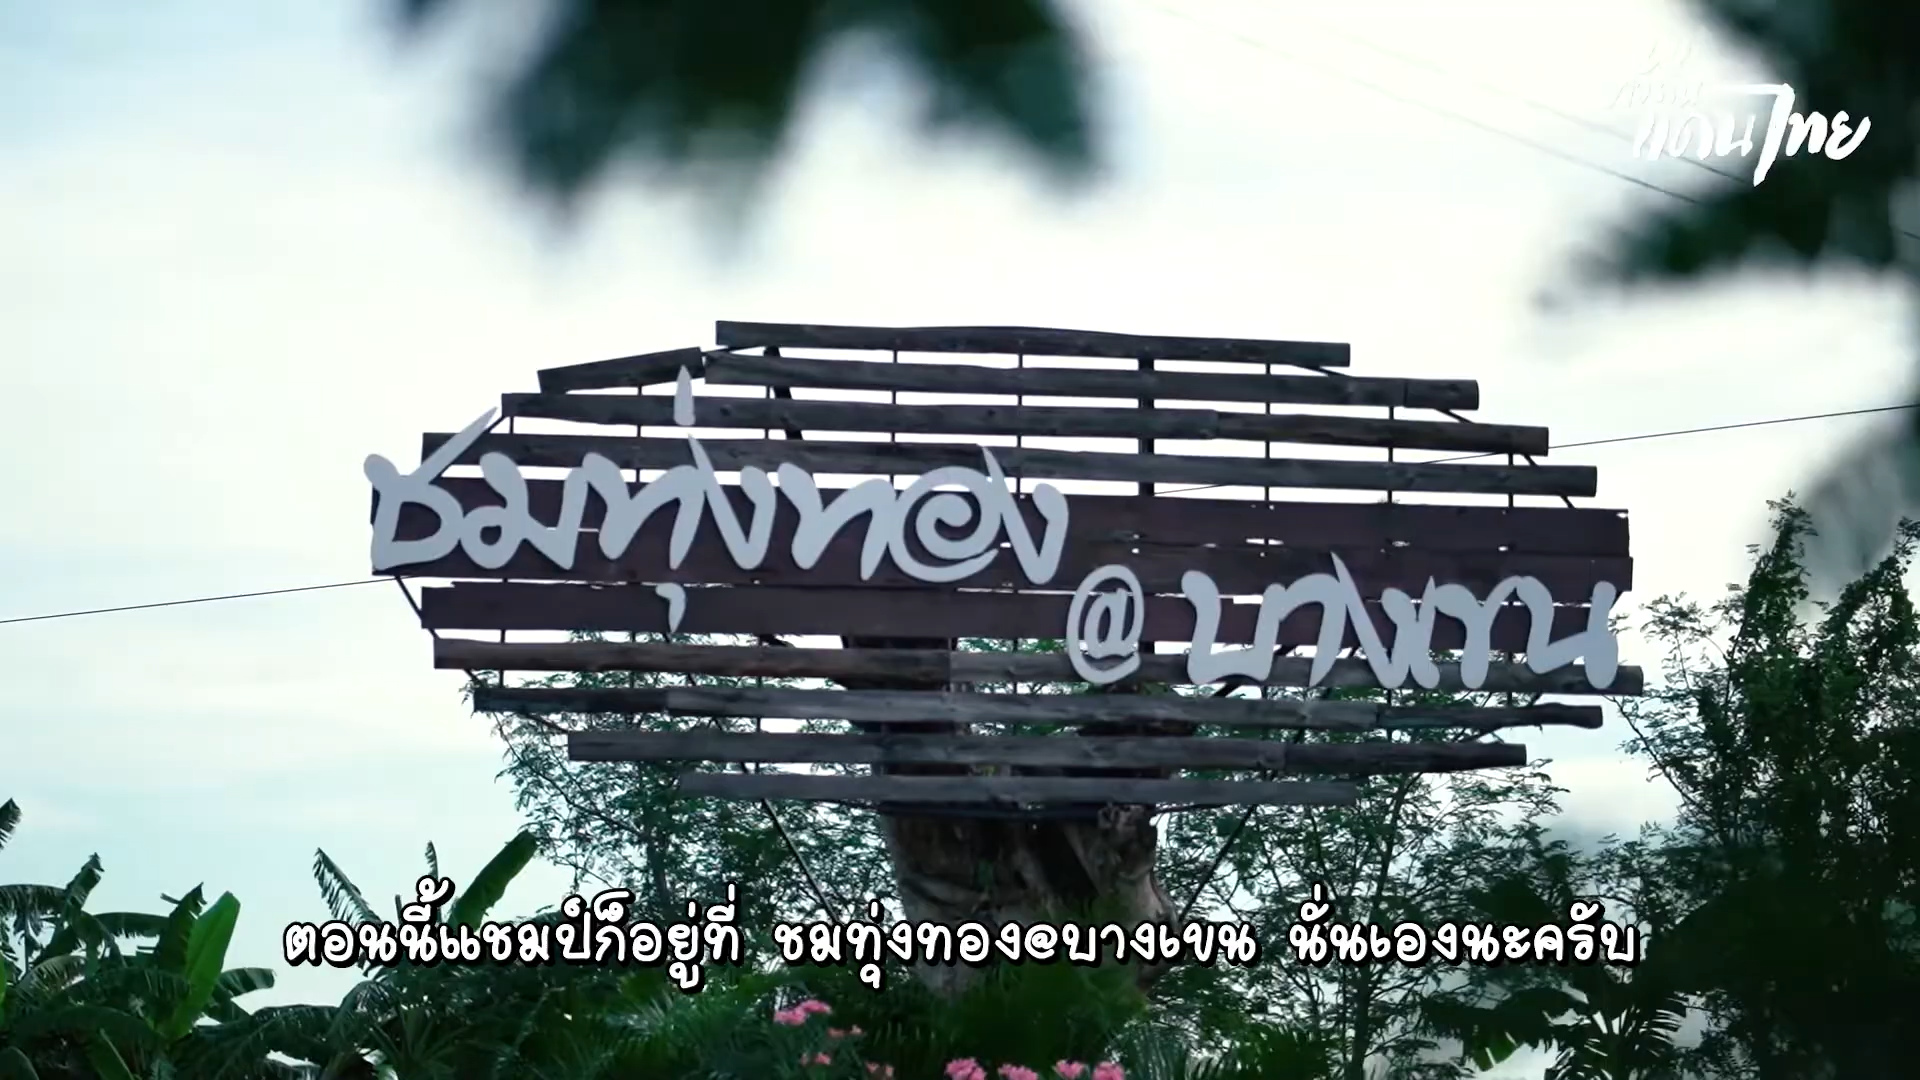 แดนไทย
ชมทุ่งทอง
@บางเขน
ตอนนี้แชมป์ก็อยู่ที่ ชมทุ่งทอง@บางเขน นั่นเองนะครับ